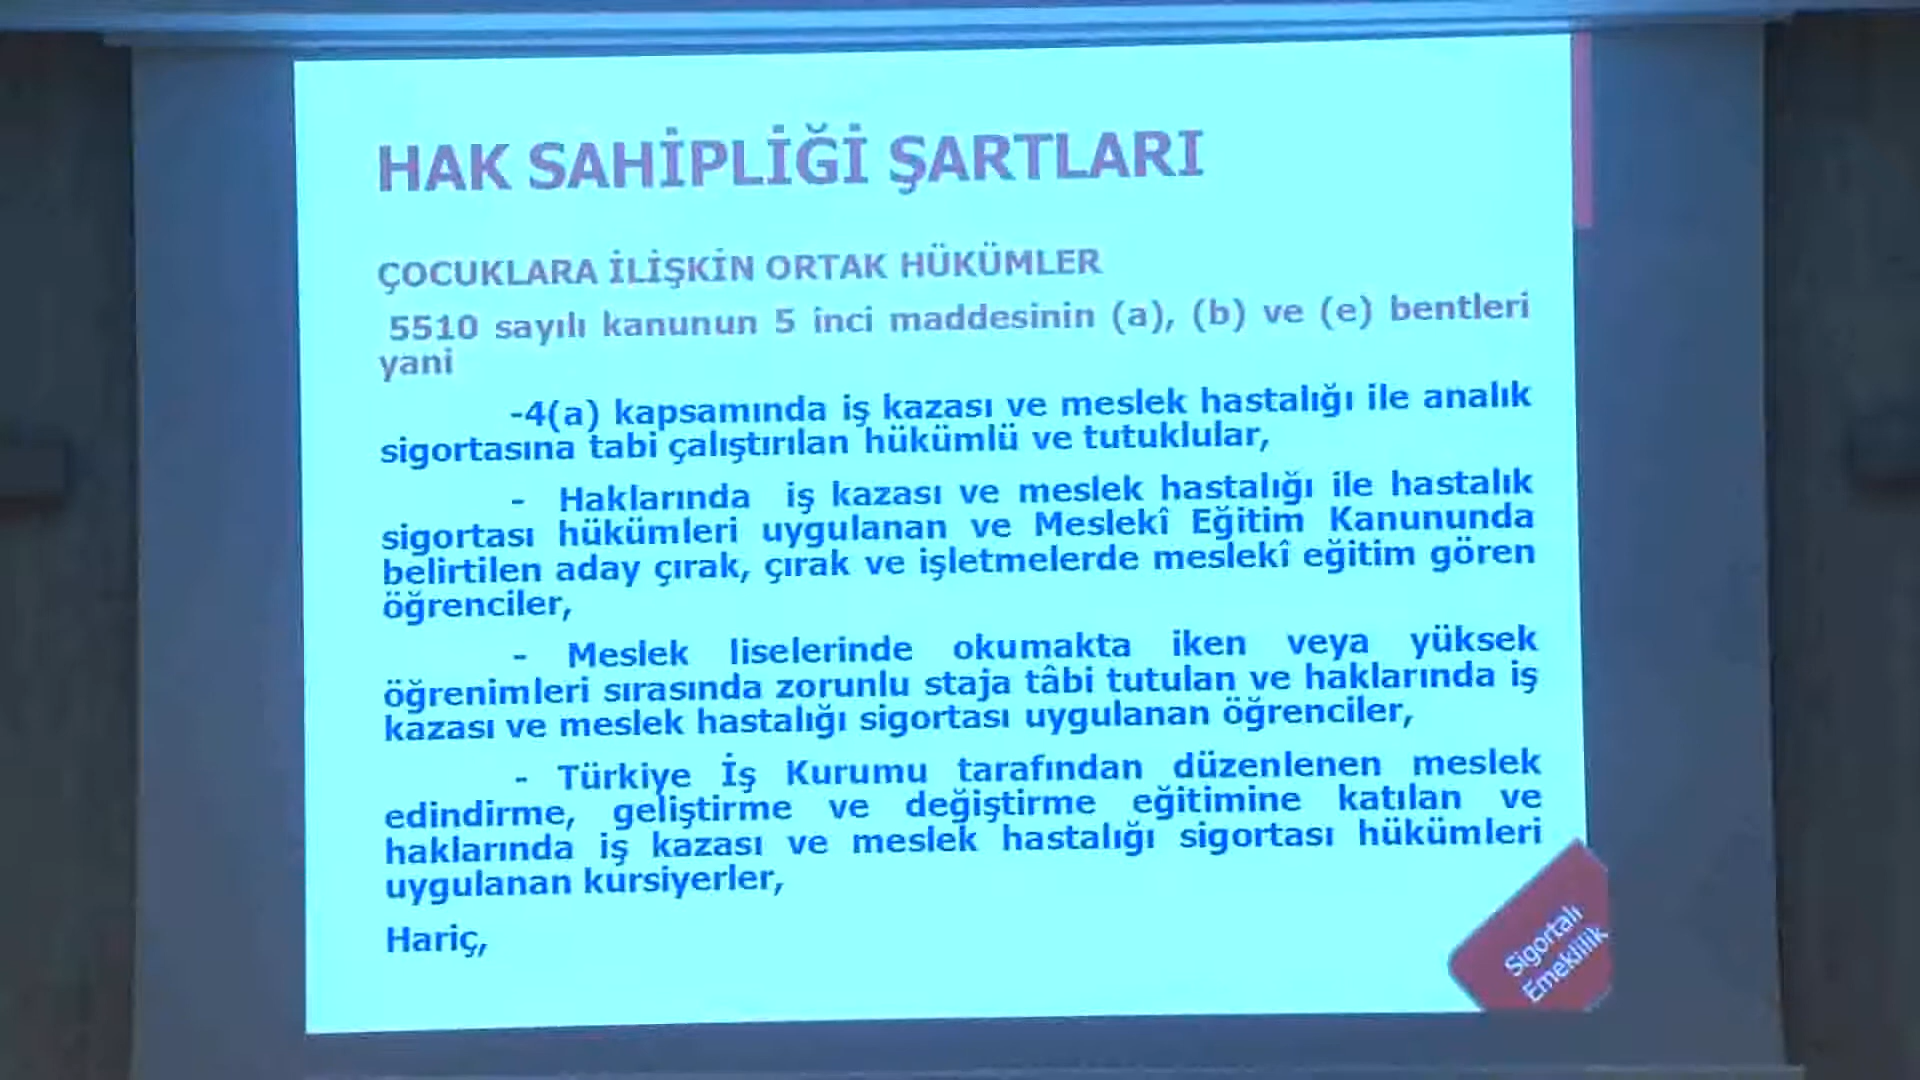 HAK SAHİPLİĞİ ŞARTLARI
ÇOCUKLARA İLİŞKİN ORTAK HÜKÜMLER
5510 sayılı kanunun 5 inci maddesinin (a), (b) ve (e) bentleri
yani
-4(a) kapsamında iş kazası ve meslek hastalığı ile analık
sigortasına tabi çalıştırılan hükümlü ve tutuklular,
- Haklarında iş kazası ve meslek hastalığı ile hastalık
sigortası hükümleri uygulanan ve Meslekî Eğitim Kanununda
belirtilen aday çırak, çırak ve işletmelerde meslekî eğitim gören
öğrenciler,
- Meslek liselerinde okumakta iken veya yüksek
öğrenimleri sırasında zorunlu staja tâbi tutulan ve haklarında iş
kazası ve meslek hastalığı sigortası uygulanan öğrenciler,
- Türkiye İş Kurumu tarafından düzenlenen meslek
edindirme, geliştirme ve değiştirme eğitimine katılan ve
haklarında iş kazası ve meslek hastalığı sigortası hükümleri
uygulanan kursiyerler,
Hariç,
Sigortalı
Emeklilik